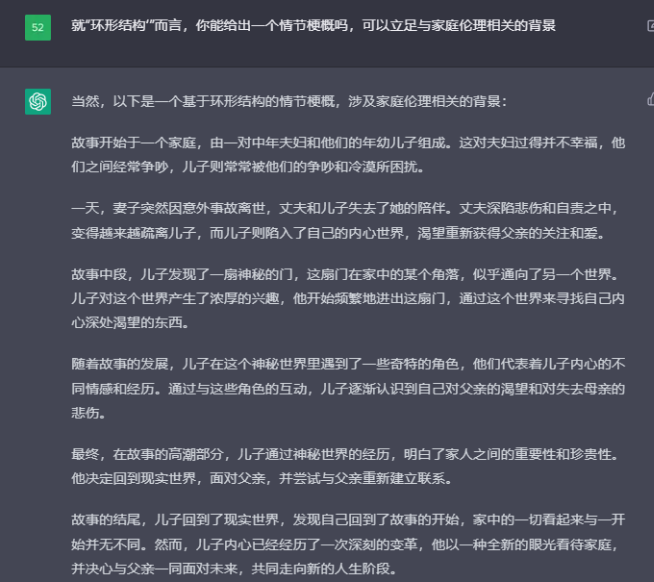 52
就“环形结构‘”而言，你能给出一个情节梗概吗，可以立足与家庭伦理相关的背景
当然，以下是一个基于环形结构的情节梗概，涉及家庭伦理相关的背景：
故事开始于一个家庭，由一对中年夫妇和他们的年幼儿子组成。这对夫妇过得并不幸福，他
们之间经常争吵，儿子则常常被他们的争吵和冷漠所困扰。
一天，妻子突然因意外事故离世，丈夫和儿子失去了她的陪伴。丈夫深陷悲伤和自责之中，
变得越来越疏离儿子，而儿子则陷入了自己的内心世界，渴望重新获得父亲的关注和爱。
故事中段，儿子发现了一扇神秘的门，这扇门在家中的某个角落，似乎通向了另一个世界。
儿子对这个世界产生了浓厚的兴趣，他开始频繁地进出这扇门，通过这个世界来寻找自己内
心深处渴望的东西。
随着故事的发展，儿子在这个神秘世界里遇到了一些奇特的角色，他们代表着儿子内心的不
同情感和经历。通过与这些角色的互动，儿子逐渐认识到自己对父亲的渴望和对失去母亲的
悲伤。
最终，在故事的高潮部分，儿子通过神秘世界的经历，明白了家人之间的重要性和珍贵性。
他决定回到现实世界，面对父亲，并尝试与父亲重新建立联系。
故事的结尾，儿子回到了现实世界，发现自己回到了故事的开始，家中的一切看起来与一开
始并无不同。然而，儿子内心已经经历了一次深刻的变革，他以一种全新的眼光看待家庭，
并决心与父亲一同面对未来，共同走向新的人生阶段。